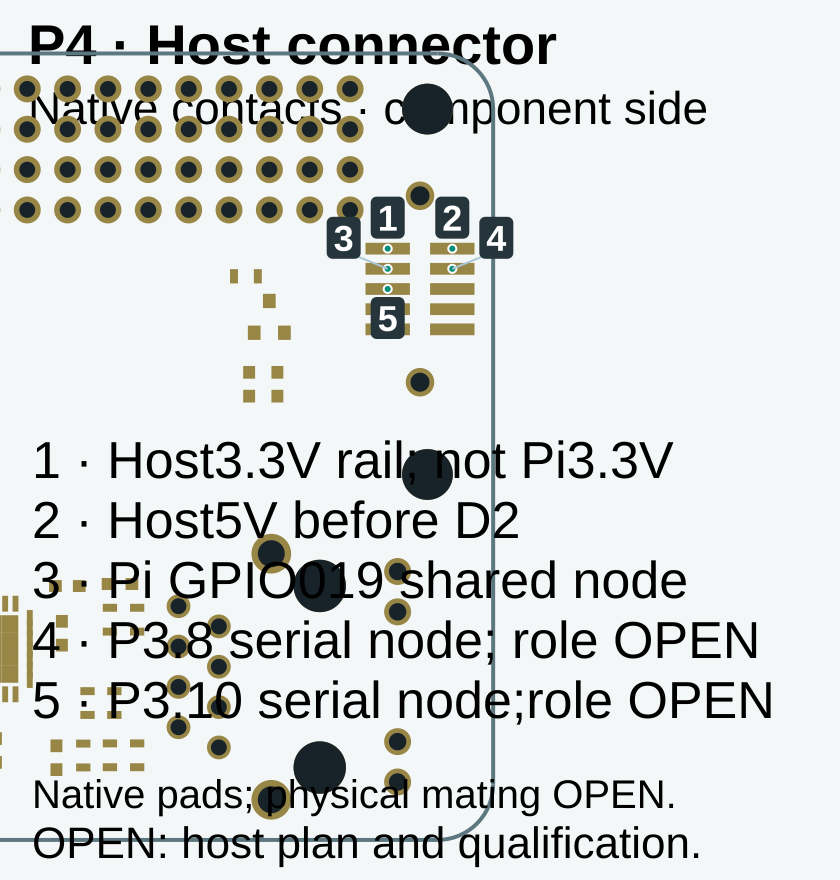 P4 · Host connector
Native contacts · component side
1 2
3 4
5
1 · Host3.3V rail; not Pi3.3V
2 · Host5V before D2
3 · Pi GPIO019 shared node
4 · P3.8 serial node; role OPEN
5 · P3.10 serial node;role OPEN
Native pads; physical mating OPEN.
OPEN: host plan and qualification.